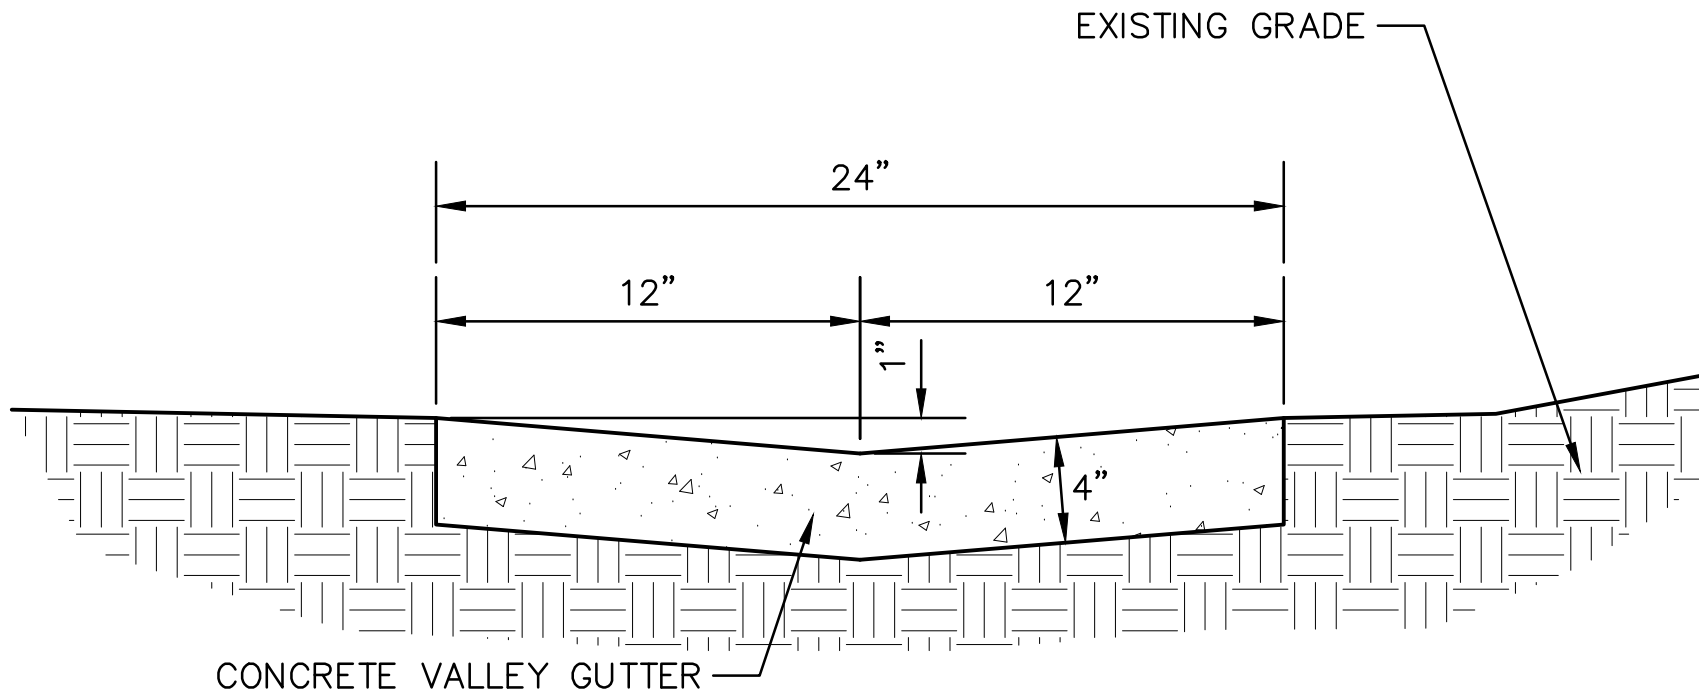 EXISTING GRADE
24”
12”
12”
1”
4”
CONCRETE VALLEY GUTTER